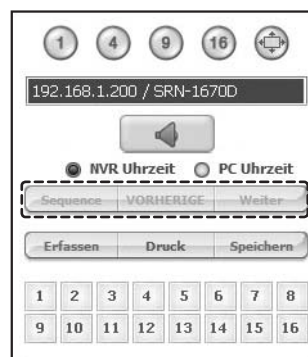 1 4 9 16
192.168.1.200 / SRN-1670D
NVR Uhrzeit PC Uhrzeit
Sequence VORHERIGE Weiter
Erfassen Druck Speichern
1 2 3 4 5 6 7 8
9 10 11 12 13 14 15 16